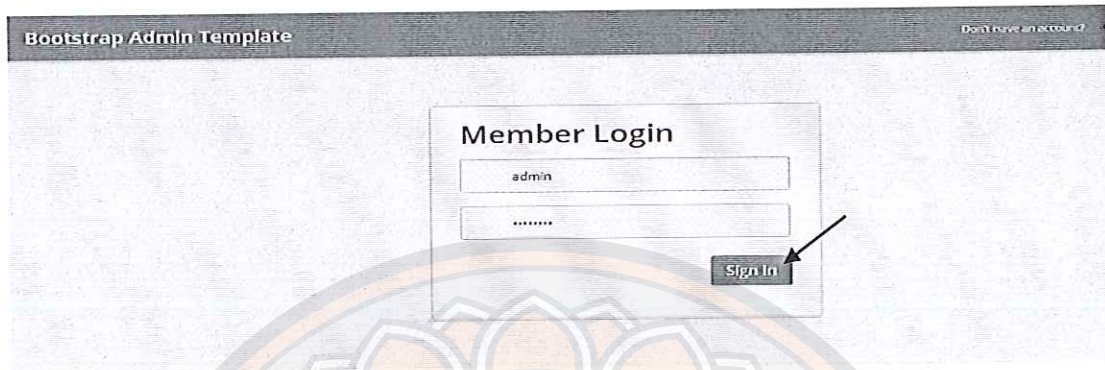 Bootstrap Admin Template
Don't have an account?
Member Login
admin
••••••••
Sign In